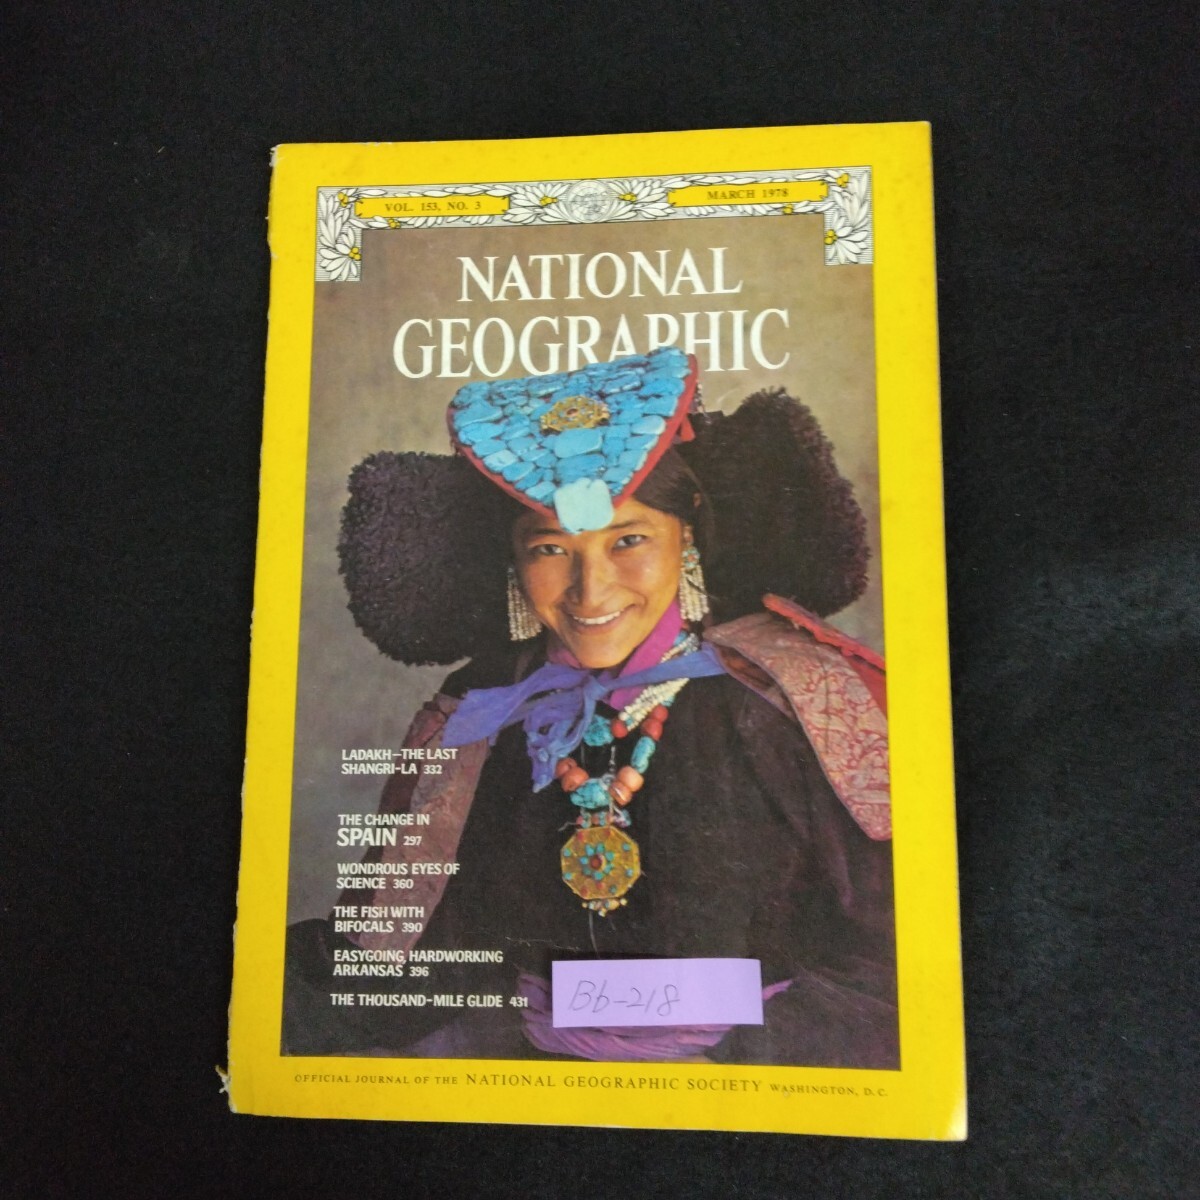 VOL. 153, NO. 3
MARCH 1978
NATIONAL
GEOGRAPHIC
LADAKH—THE LAST
SHANGRI-LA 332
THE CHANGE IN
SPAIN 297
WONDROUS EYES OF
SCIENCE 360
THE FISH WITH
BIFOCALS 390
EASYGOING, HARDWORKING
ARKANSAS 396
THE THOUSAND-MILE GLIDE 431
Bb-218
OFFICIAL JOURNAL OF THE NATIONAL GEOGRAPHIC SOCIETY WASHINGTON, D.C.